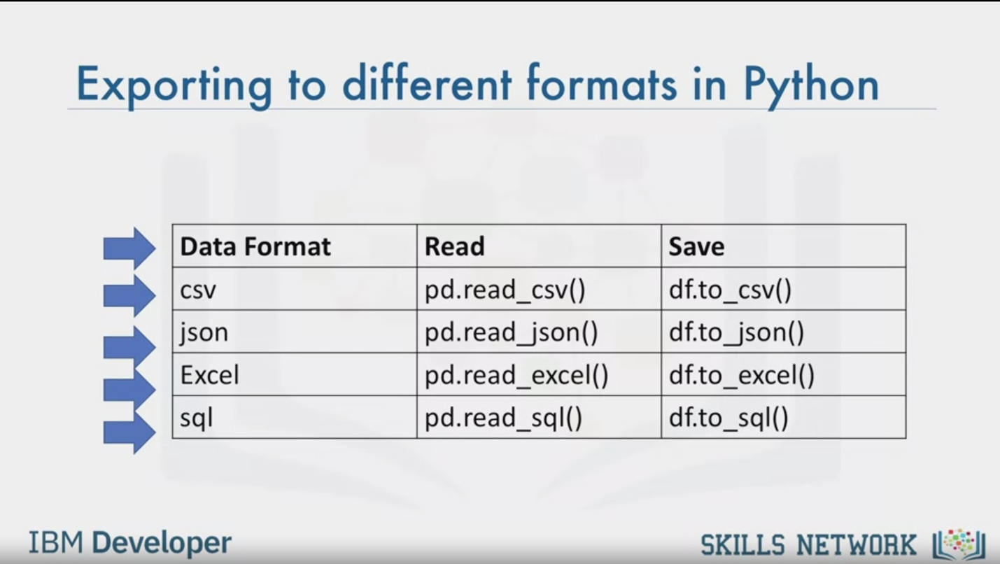 Exporting to different formats in Python
Data Format Read Save
csv pd.read_csv() df.to_csv()
json pd.read_json() df.to_json()
Excel pd.read_excel() df.to_excel()
sql pd.read_sql() df.to_sql()
IBM Developer SKILLS NETWORK